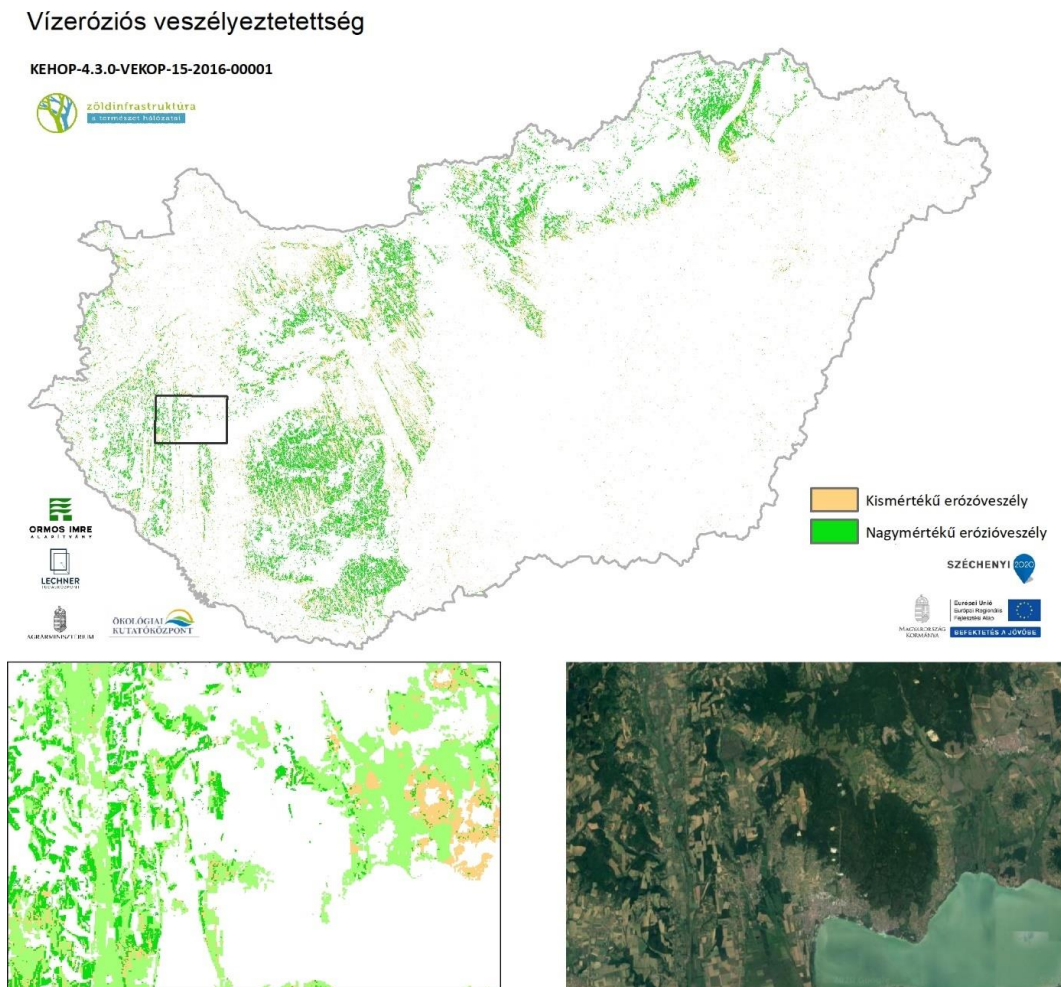 Vízeróziós veszélyeztetettség
KEHOP-4.3.0-VEKOP-15-2016-00001
zöldinfrastruktúra
a természet hálózatai
Kismértékű erózóveszély
Nagymértékű erózióveszély
ORMOS IMRE
ALAPÍTVÁNY
LECHNER
TUDÁSKÖZPONT
AGRÁRMINISZTÉRIUM
ÖKOLÓGIAI
KUTATÓKÖZPONT
SZÉCHENYI 2020
MAGYARORSZÁG
KORMÁNYA
Európai Unió
Európai Regionális
Fejlesztési Alap
BEFEKTETÉS A JÖVŐBE